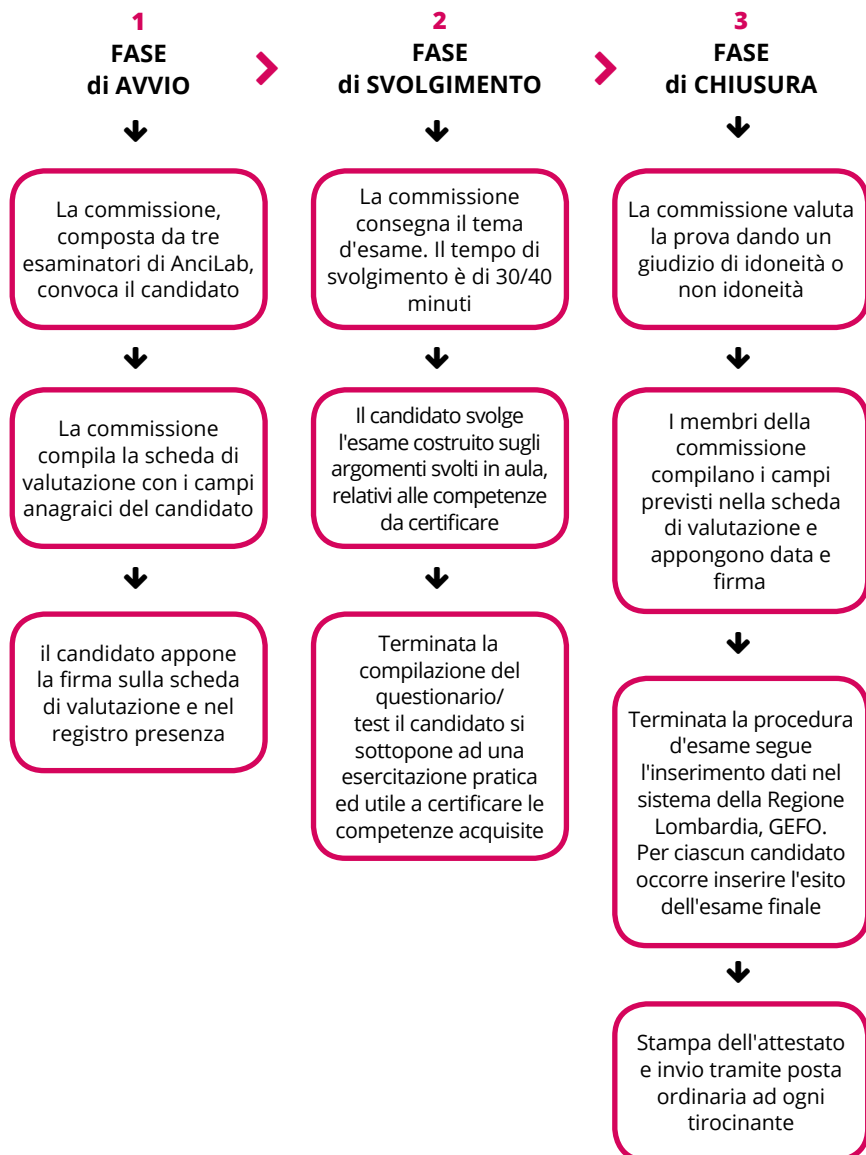 1
FASE
di AVVIO
La commissione,
composta da tre
esaminatori di AnciLab,
convoca il candidato
La commissione
compila la scheda di
valutazione con i campi
anagraici del candidato
il candidato appone
la firma sulla scheda
di valutazione e nel
registro presenza
2
FASE
di SVOLGIMENTO
La commissione
consegna il tema
d'esame. Il tempo di
svolgimento è di 30/40
minuti
Il candidato svolge
l'esame costruito sugli
argomenti svolti in aula,
relativi alle competenze
da certificare
Terminata la
compilazione del
questionario/
test il candidato si
sottopone ad una
esercitazione pratica
ed utile a certificare le
competenze acquisite
3
FASE
di CHIUSURA
La commissione valuta
la prova dando un
giudizio di idoneità o
non idoneità
I membri della
commissione
compilano i campi
previsti nella scheda
di valutazione e
appongono data e
firma
Terminata la procedura
d'esame segue
l'inserimento dati nel
sistema della Regione
Lombardia, GEFO.
Per ciascun candidato
occorre inserire l'esito
dell'esame finale
Stampa dell'attestato
e invio tramite posta
ordinaria ad ogni
tirocinante